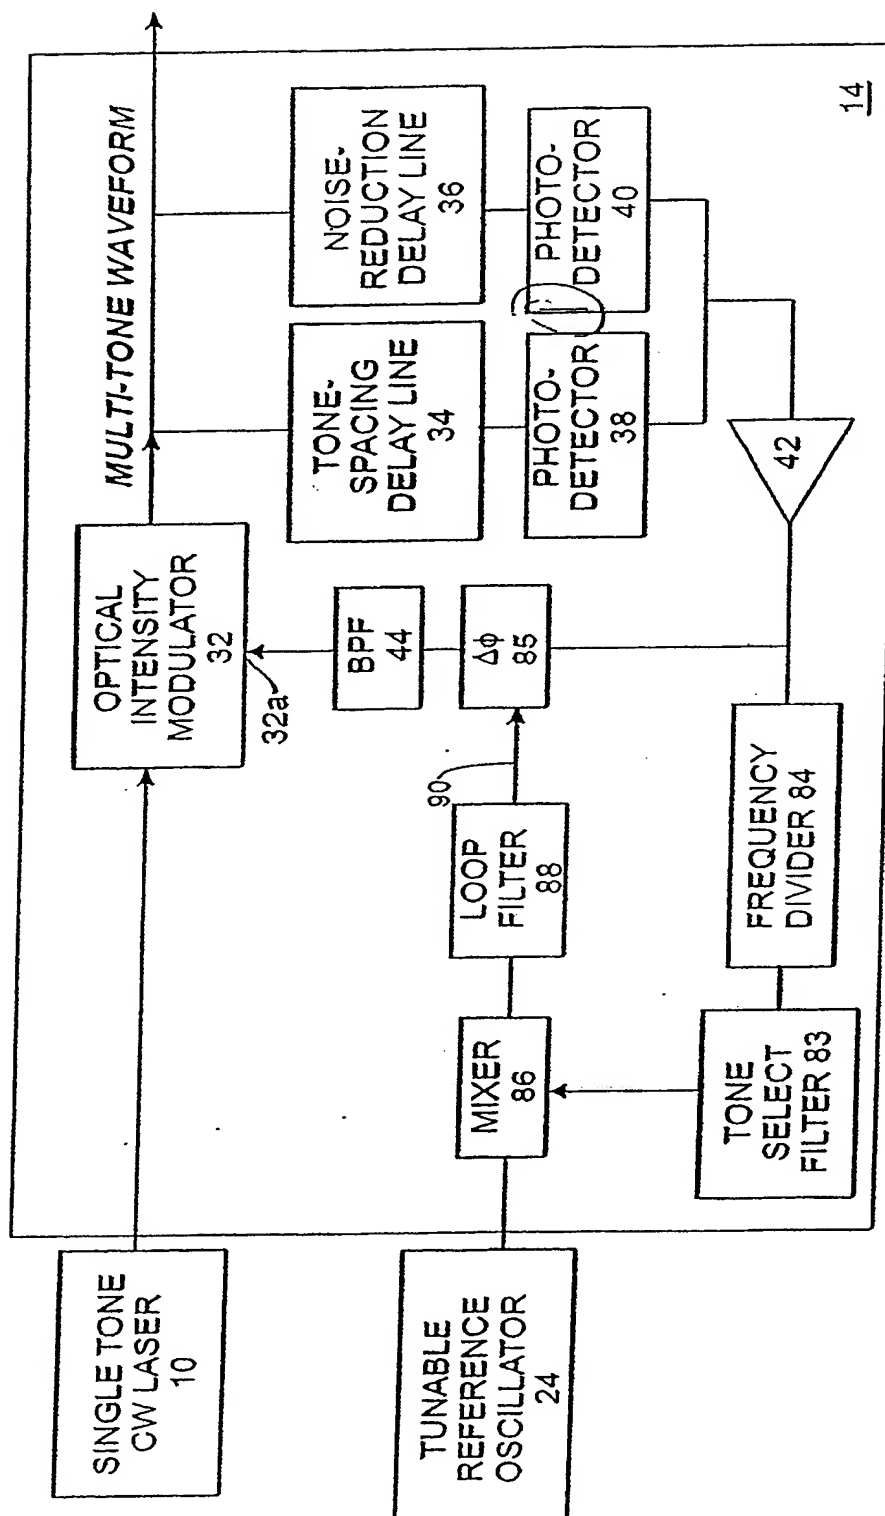 SINGLE TONE
CW LASER
10
TUNABLE
REFERENCE
OSCILLATOR
24
OPTICAL
INTENSITY
MODULATOR
32
32a
MULTI-TONE WAVEFORM
TONE-
SPACING
DELAY LINE
34
NOISE-
REDUCTION
DELAY LINE
36
PHOTO-
DETECTOR
38
PHOTO-
DETECTOR
40
BPF
44
Δϕ
85
90
LOOP
FILTER
88
MIXER
86
42
FREQUENCY
DIVIDER 84
TONE
SELECT
FILTER 83
14